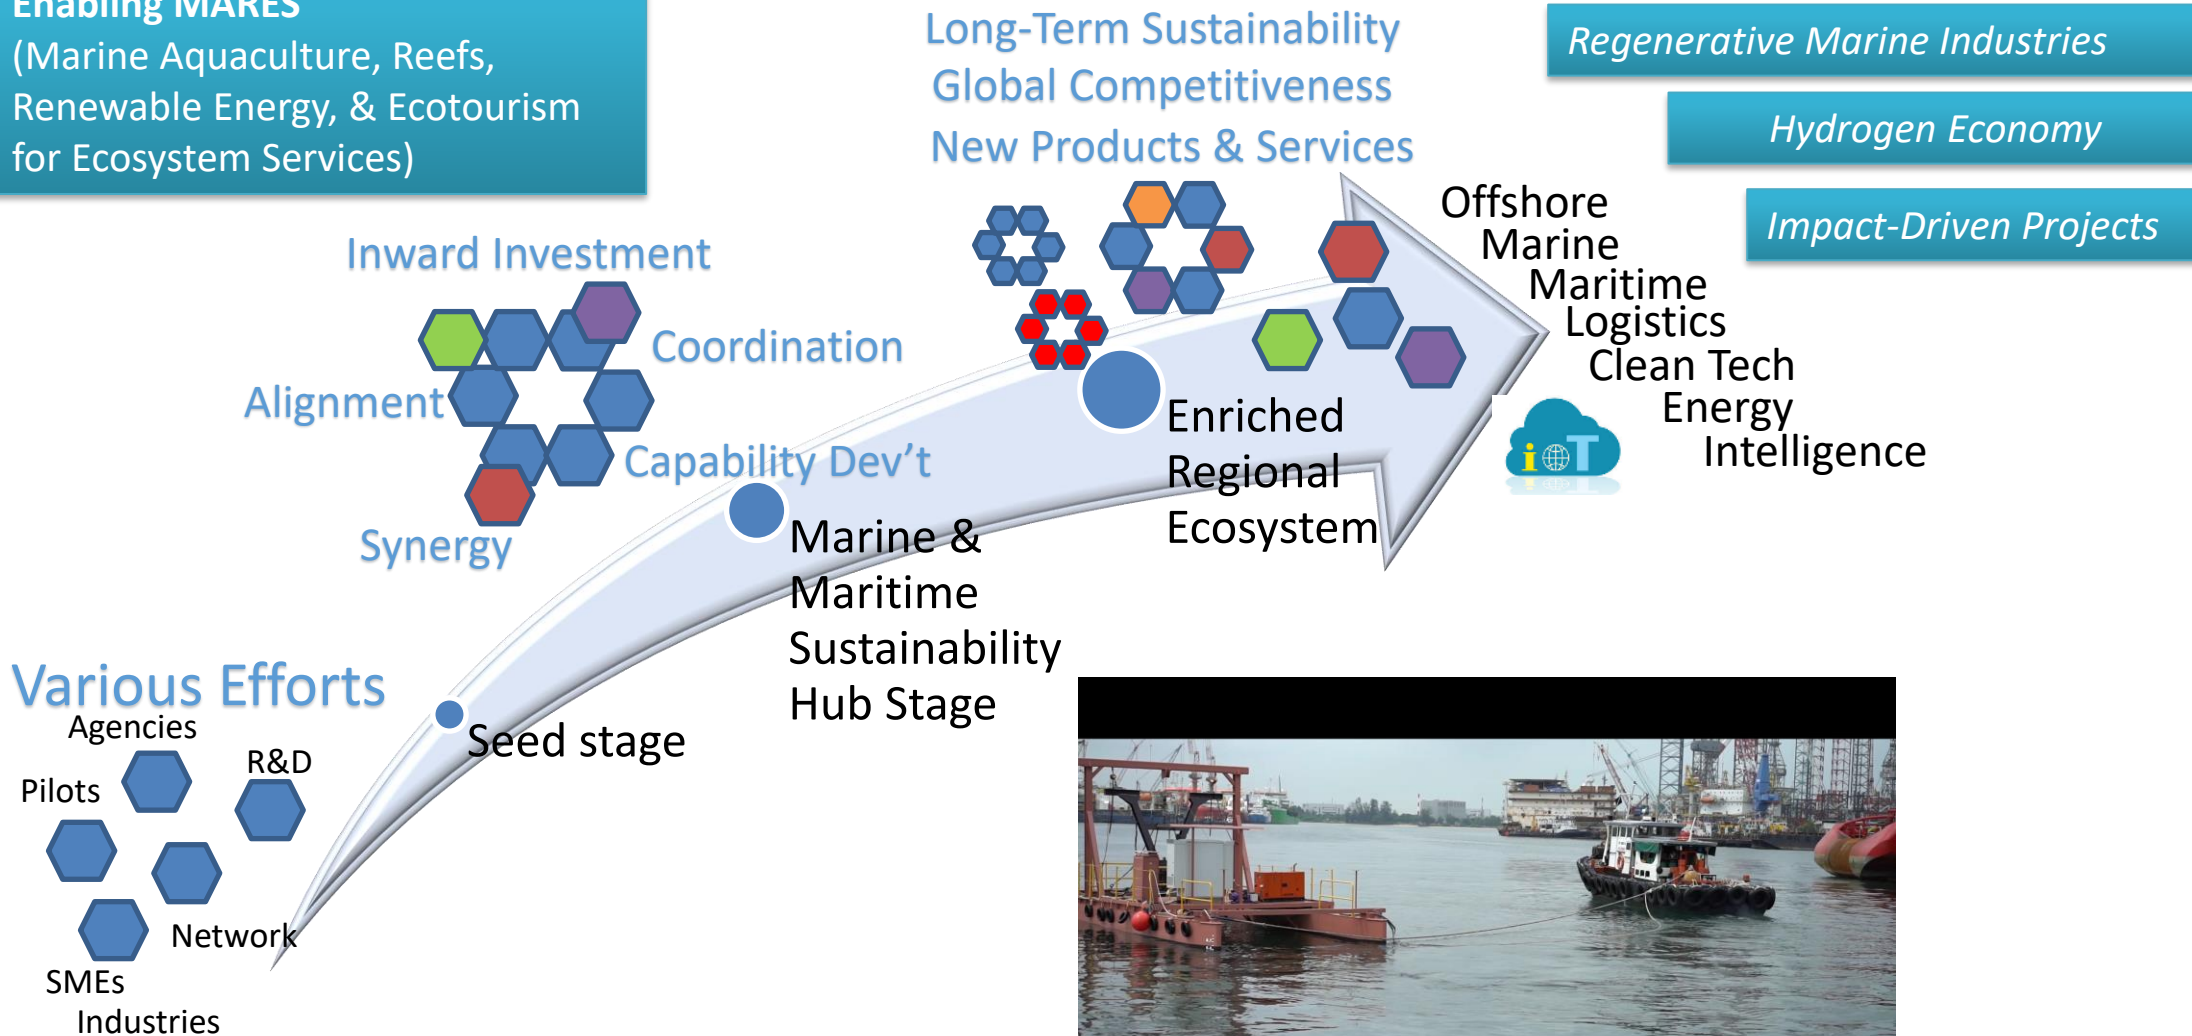 Enabling MARES
(Marine Aquaculture, Reefs,
Renewable Energy, & Ecotourism
for Ecosystem Services)
Long-Term Sustainability
Global Competitiveness
New Products & Services
Regenerative Marine Industries
Hydrogen Economy
Impact-Driven Projects
Offshore
Marine
Maritime
Logistics
Clean Tech
Energy
Intelligence
ioT
Inward Investment
Coordination
Alignment
Capability Dev’t
Synergy
Enriched
Regional
Ecosystem
Marine &
Maritime
Sustainability
Hub Stage
Seed stage
Various Efforts
Agencies
R&D
Pilots
Network
SMEs
Industries